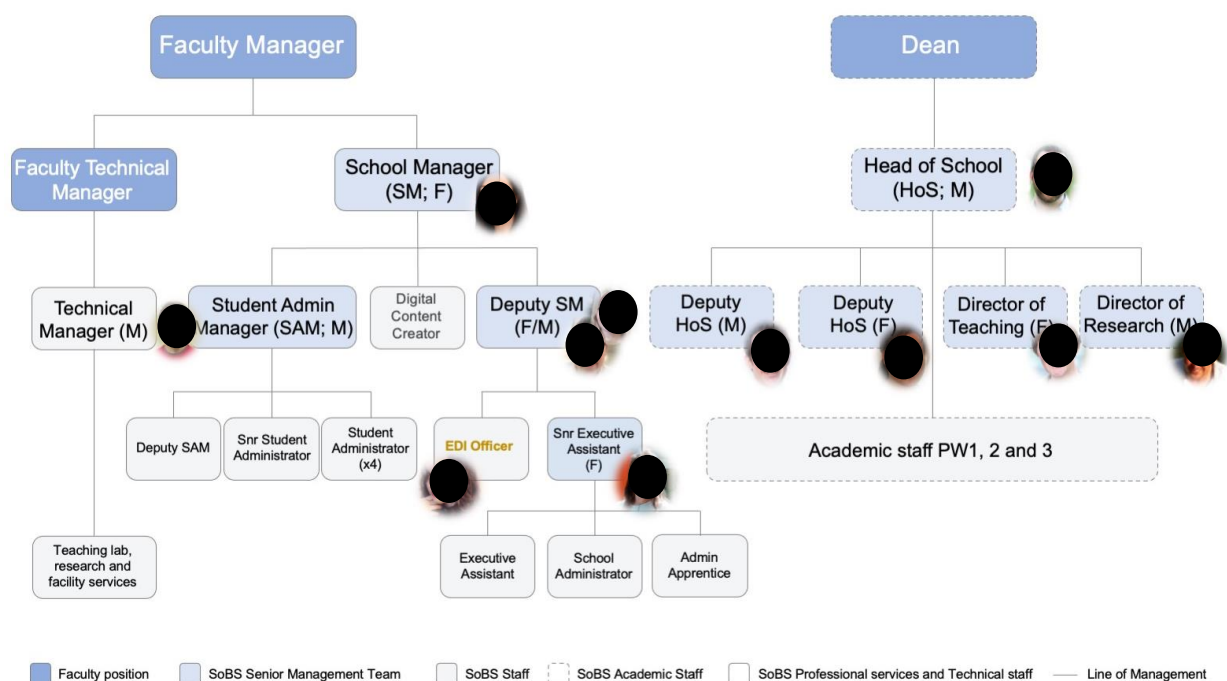 Faculty Manager
Dean
Faculty Technical
Manager
School Manager
(SM; F)
Head of School
(HoS; M)
Technical
Manager (M)
Student Admin
Manager (SAM; M)
Digital
Content
Creator
Deputy SM
(F/M)
Deputy
HoS (M)
Deputy
HoS (F)
Director of
Teaching (F)
Director of
Research (M)
Deputy SAM
Snr Student
Administrator
Student
Administrator
(x4)
EDI Officer
Snr Executive
Assistant
(F)
Academic staff PW1, 2 and 3
Teaching lab,
research and
facility services
Executive
Assistant
School
Administrator
Admin
Apprentice
Faculty position
SoBS Senior Management Team
SoBS Staff
SoBS Academic Staff
SoBS Professional services and Technical staff
Line of Management